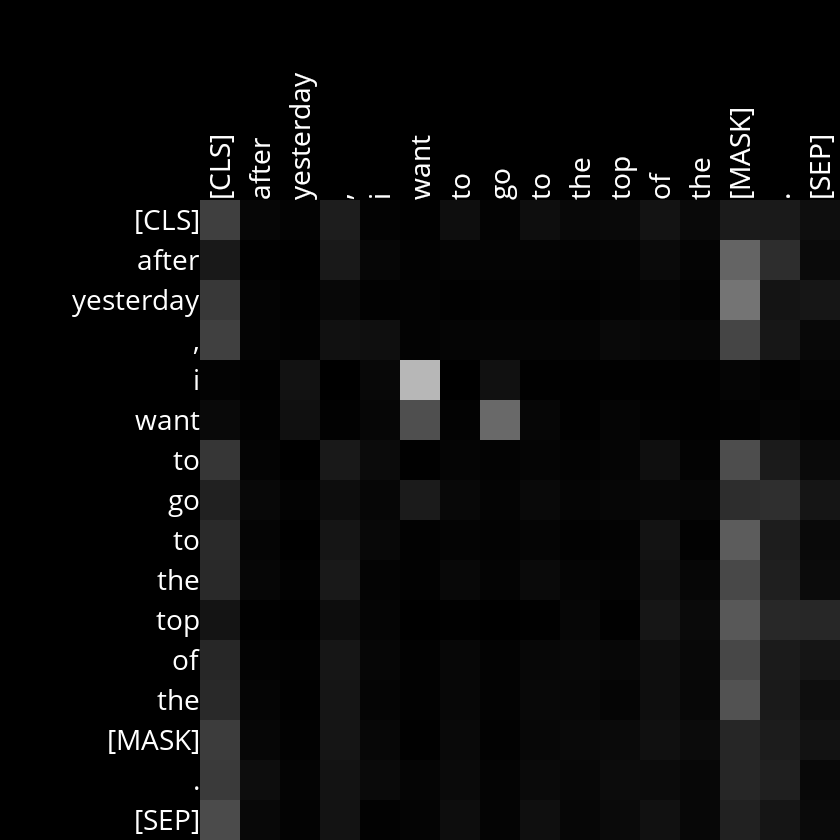 [CLS] after yesterday , i want to go to the top of the [MASK] . [SEP]
[CLS]
after
yesterday
,
i
want
to
go
to
the
top
of
the
[MASK]
.
[SEP]